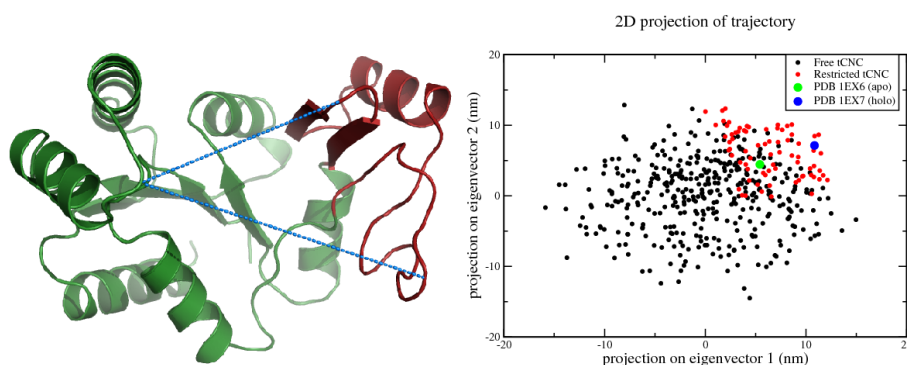 2D projection of trajectory
Free tCNC
Restricted tCNC
PDB 1EX6 (apo)
PDB 1EX7 (holo)
projection on eigenvector 2 (nm)
20
10
0
-10
-20
-20
-10
0
10
2
projection on eigenvector 1 (nm)